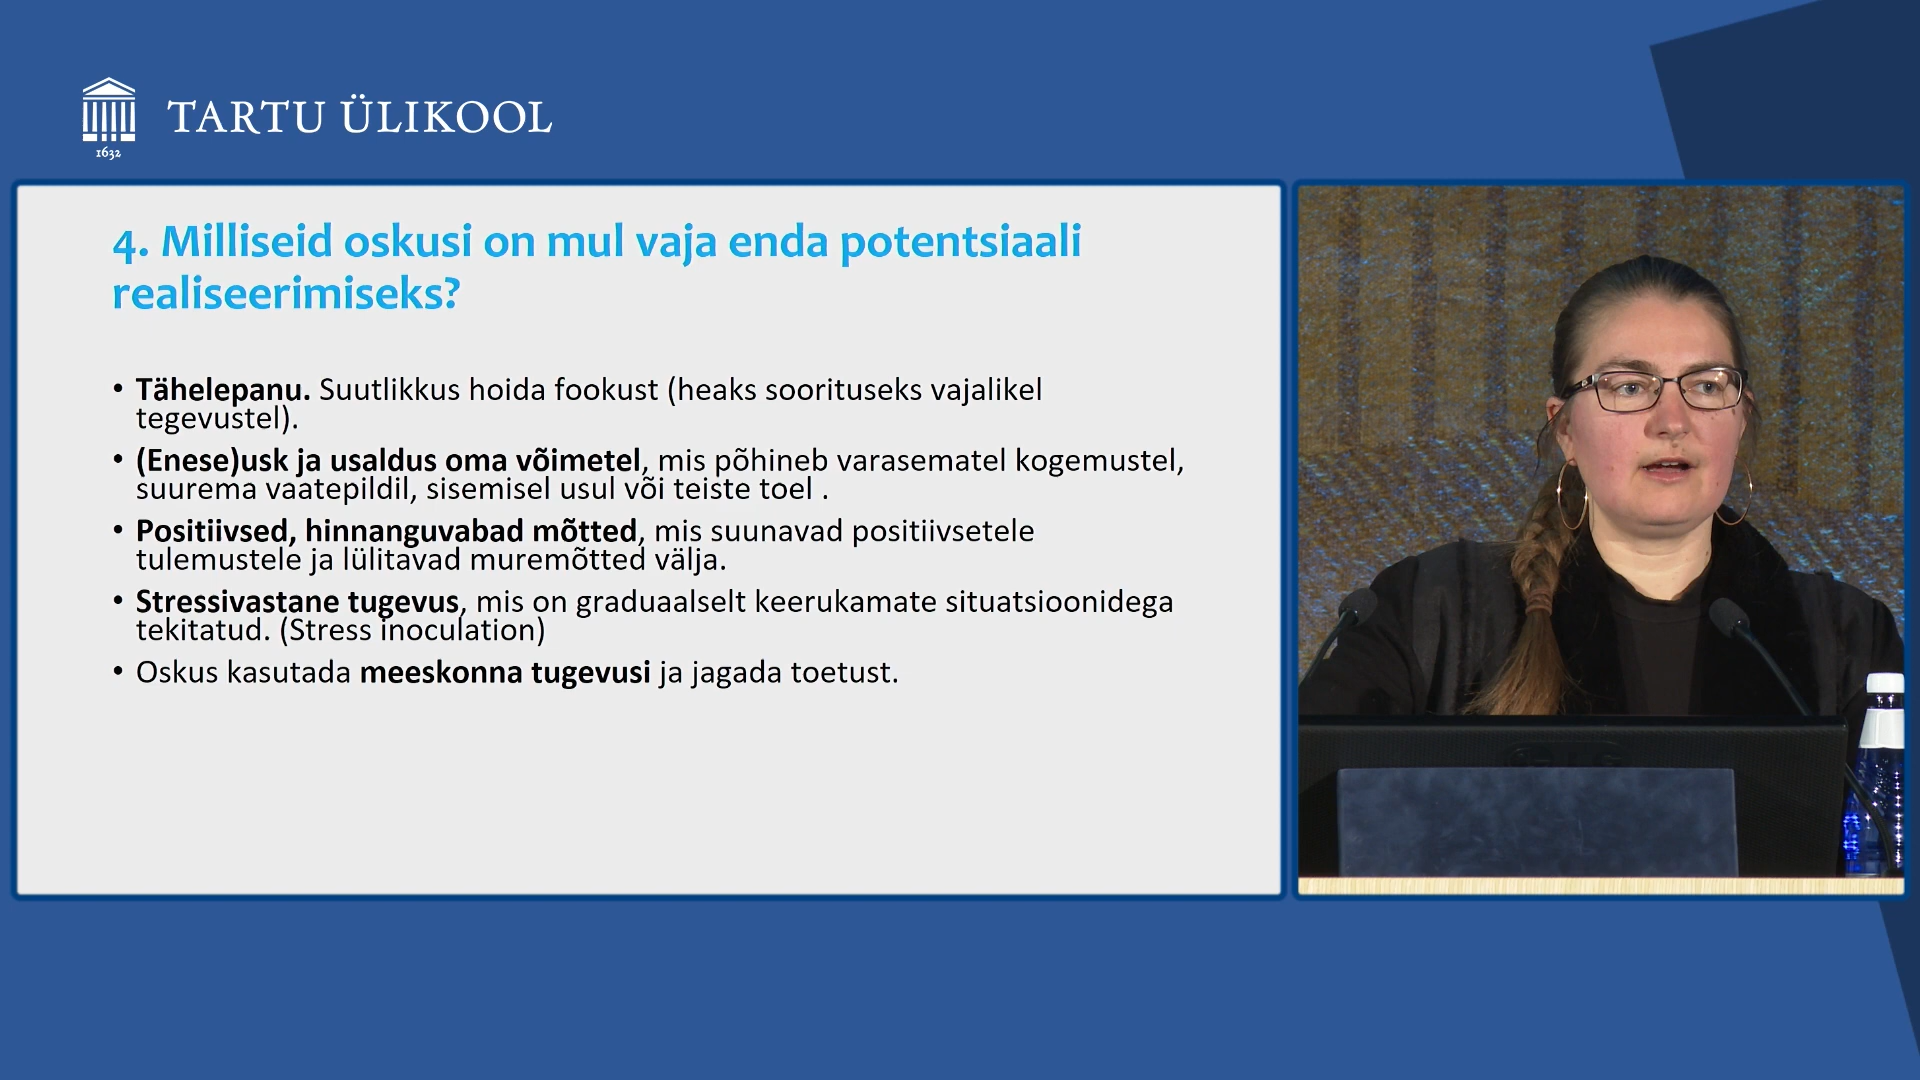 TARTU ÜLIKOOL
1632
4. Milliseid oskusi on mul vaja enda potentsiaali
realiseerimiseks?
• Tähelepanu. Suutlikkus hoida fookust (heaks soorituseks vajalikel
tegevustel).
• (Enese)usk ja usaldus oma võimetel, mis põhineb varasematel kogemustel,
suurema vaatepildil, sisemisel usul või teiste toel .
• Positiivsed, hinnanguvabad mõtted, mis suunavad positiivsetele
tulemustele ja lülitavad muremõtted välja.
• Stressivastane tugevus, mis on graduaalselt keerukamate situatsioonidega
tekitatud. (Stress inoculation)
• Oskus kasutada meeskonna tugevusi ja jagada toetust.